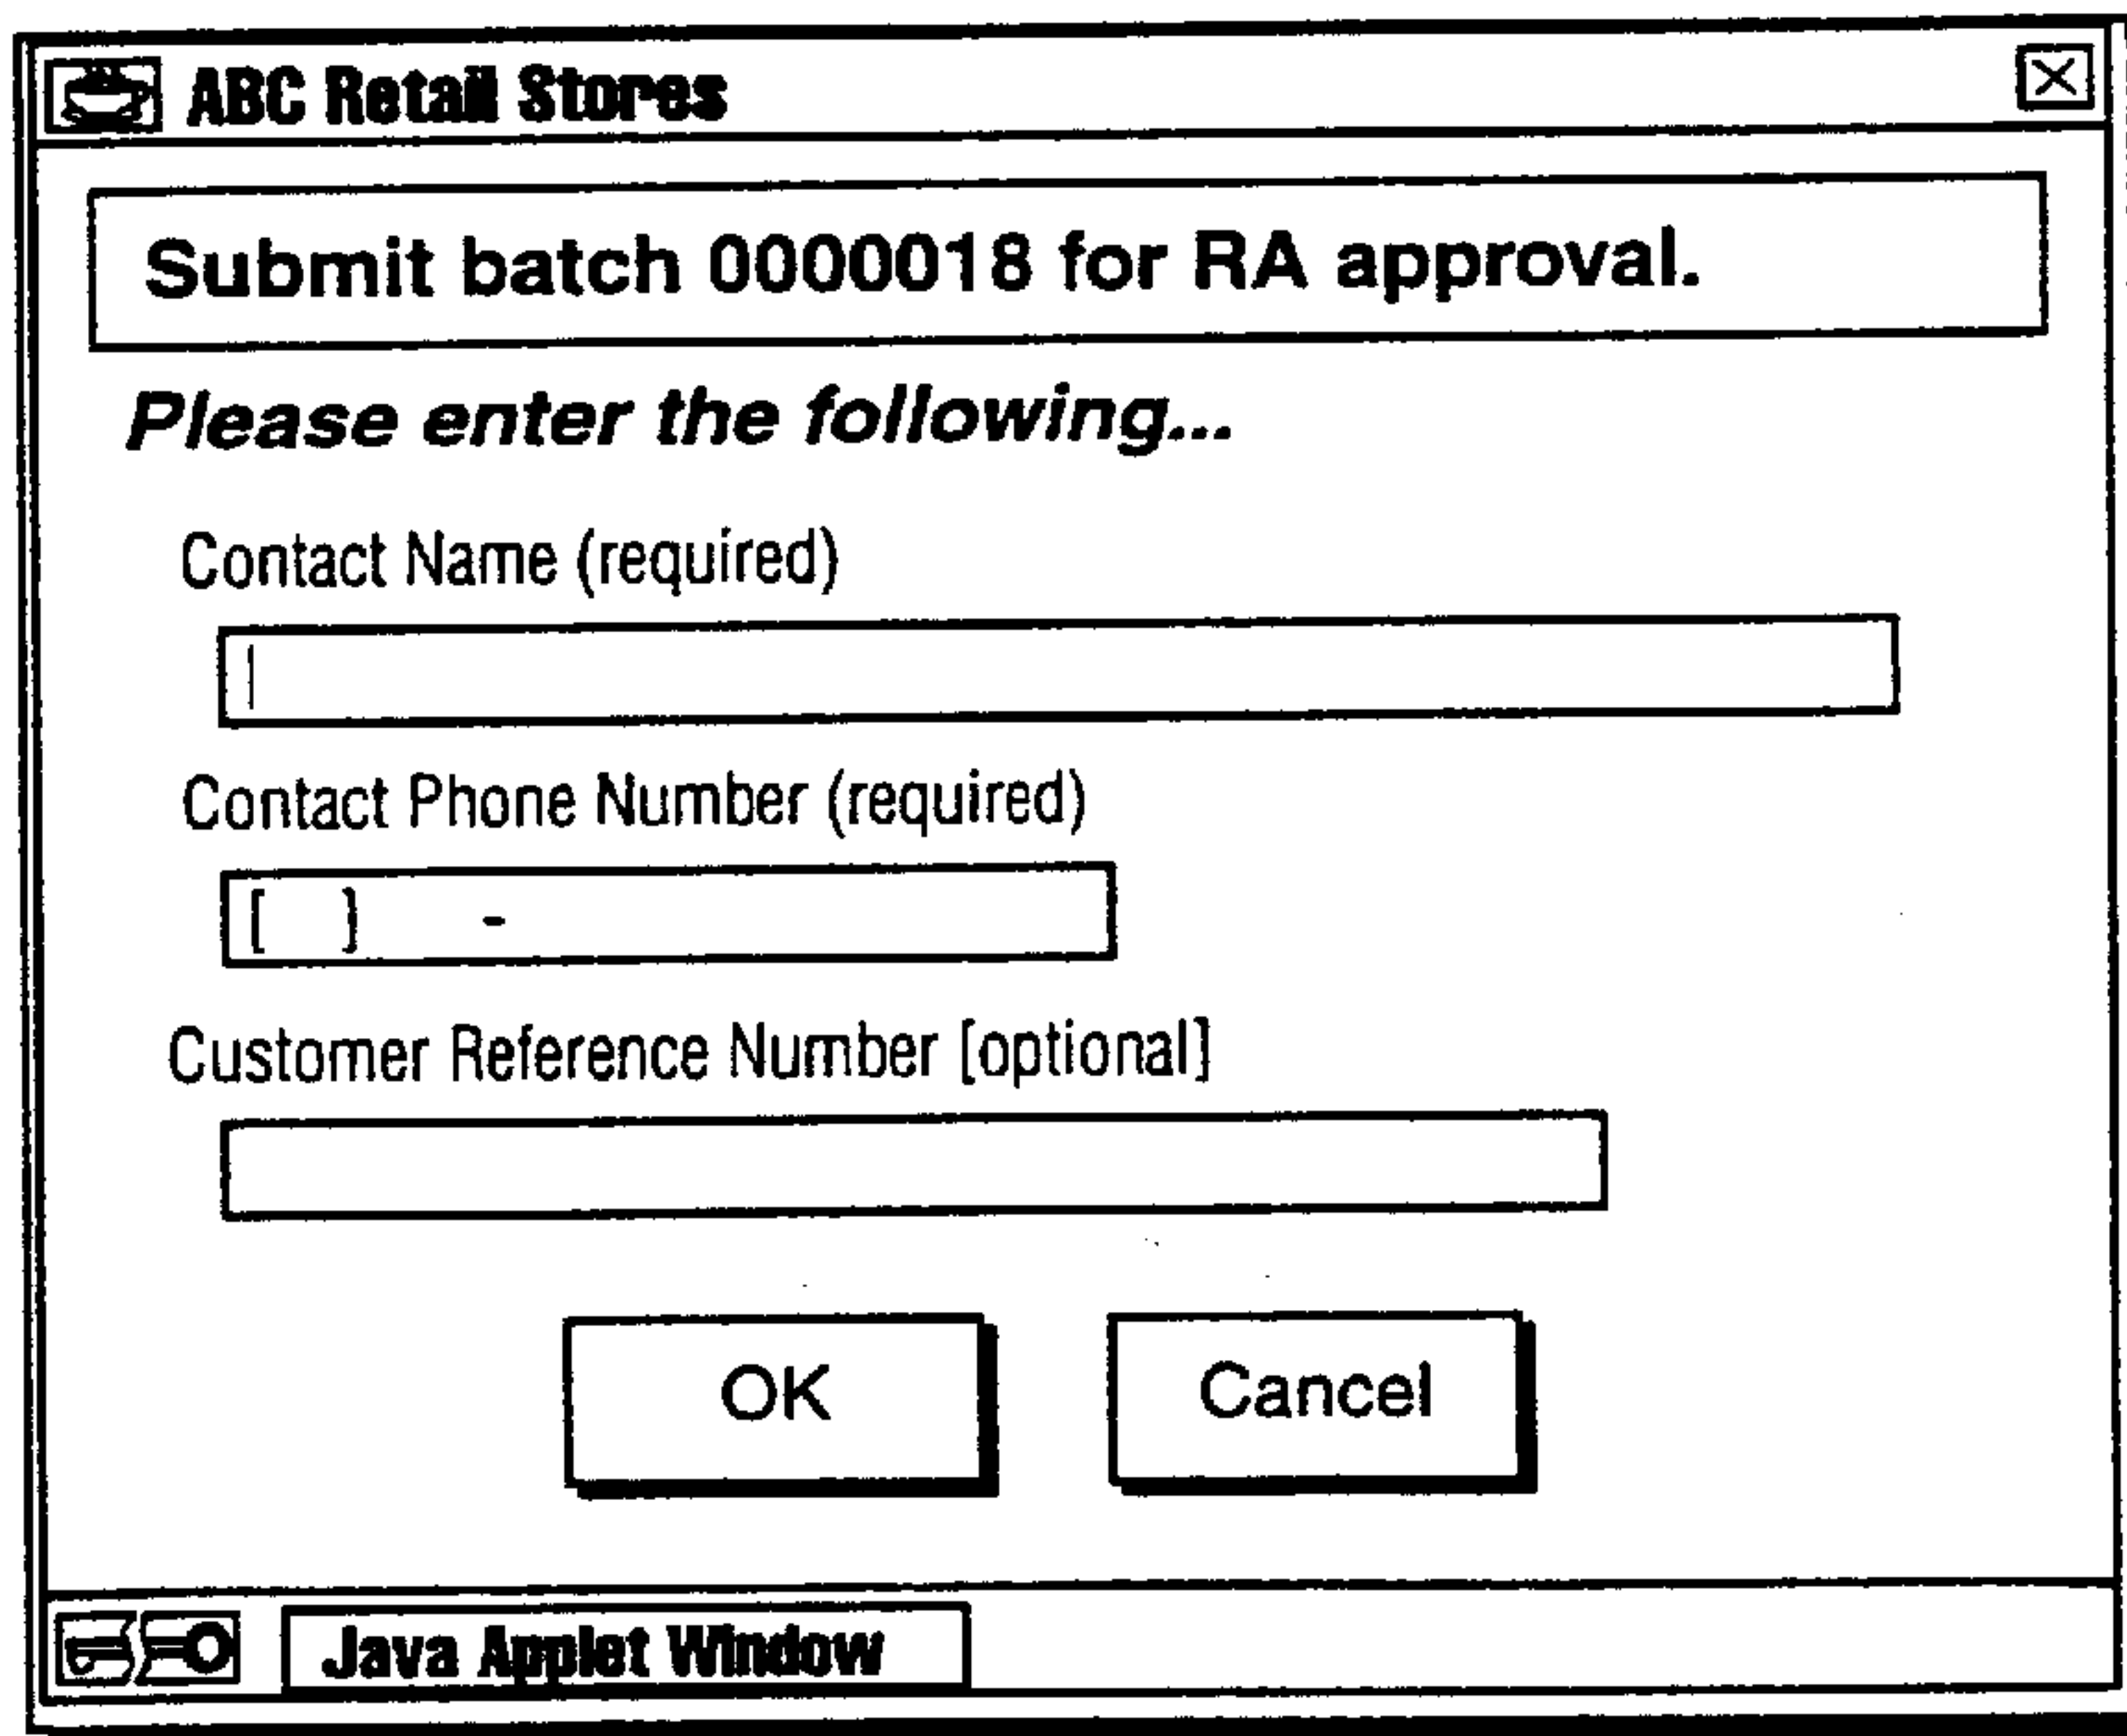 ABC Retail Stores
Submit batch 0000018 for RA approval.
Please enter the following...
Contact Name (required)
Contact Phone Number (required)
[ ] -
Customer Reference Number [optional]
OK Cancel
Java Applet Window